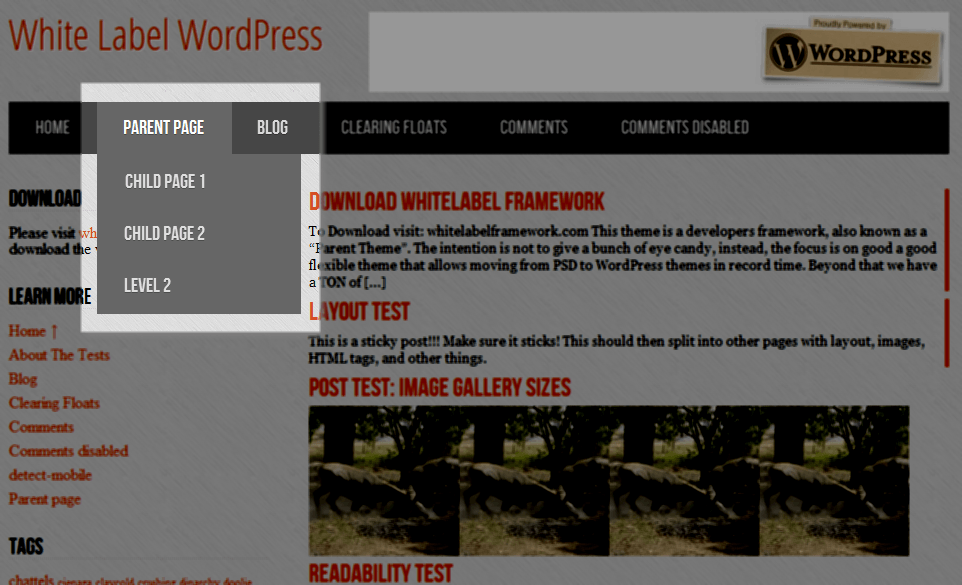 White Label WordPress
Proudly Powered by
WORDPRESS
HOME
PARENT PAGE
BLOG
CLEARING FLOATS
COMMENTS
COMMENTS DISABLED
CHILD PAGE 1
CHILD PAGE 2
LEVEL 2
DOWNLOAD
Please visit wh
download the
LEARN MORE
Home ↑
About The Tests
Blog
Clearing Floats
Comments
Comments disabled
detect-mobile
Parent page
TAGS
chattels cienaga claycold crushing dinarchy doolie
DOWNLOAD WHITELABEL FRAMEWORK
To Download visit: whitelabelframework.com This theme is a developers framework, also known as a
“Parent Theme”. The intention is not to give a bunch of eye candy, instead, the focus is on good a good
flexible theme that allows moving from PSD to WordPress themes in record time. Beyond that we have
a TON of [...]
LAYOUT TEST
This is a sticky post!!! Make sure it sticks! This should then split into other pages with layout, images,
HTML tags, and other things.
POST TEST: IMAGE GALLERY SIZES
READABILITY TEST